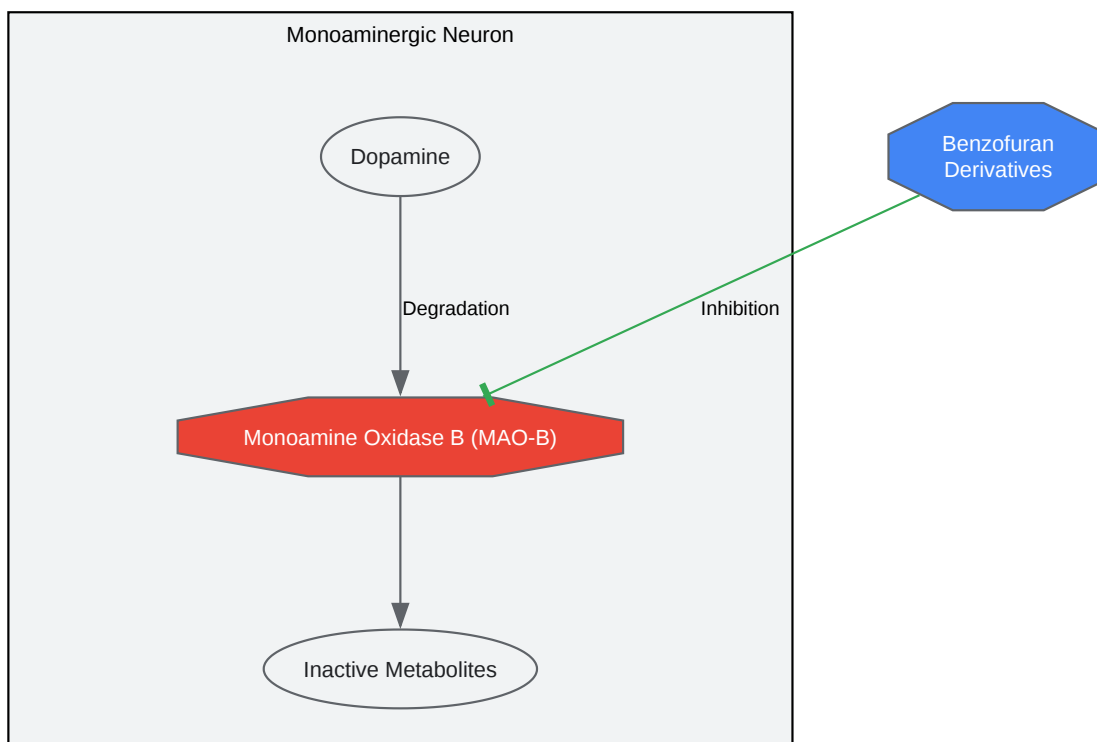 Monoaminergic Neuron
Dopamine
Benzofuran
Derivatives
Degradation
Inhibition
Monoamine Oxidase B (MAO-B)
Inactive Metabolites